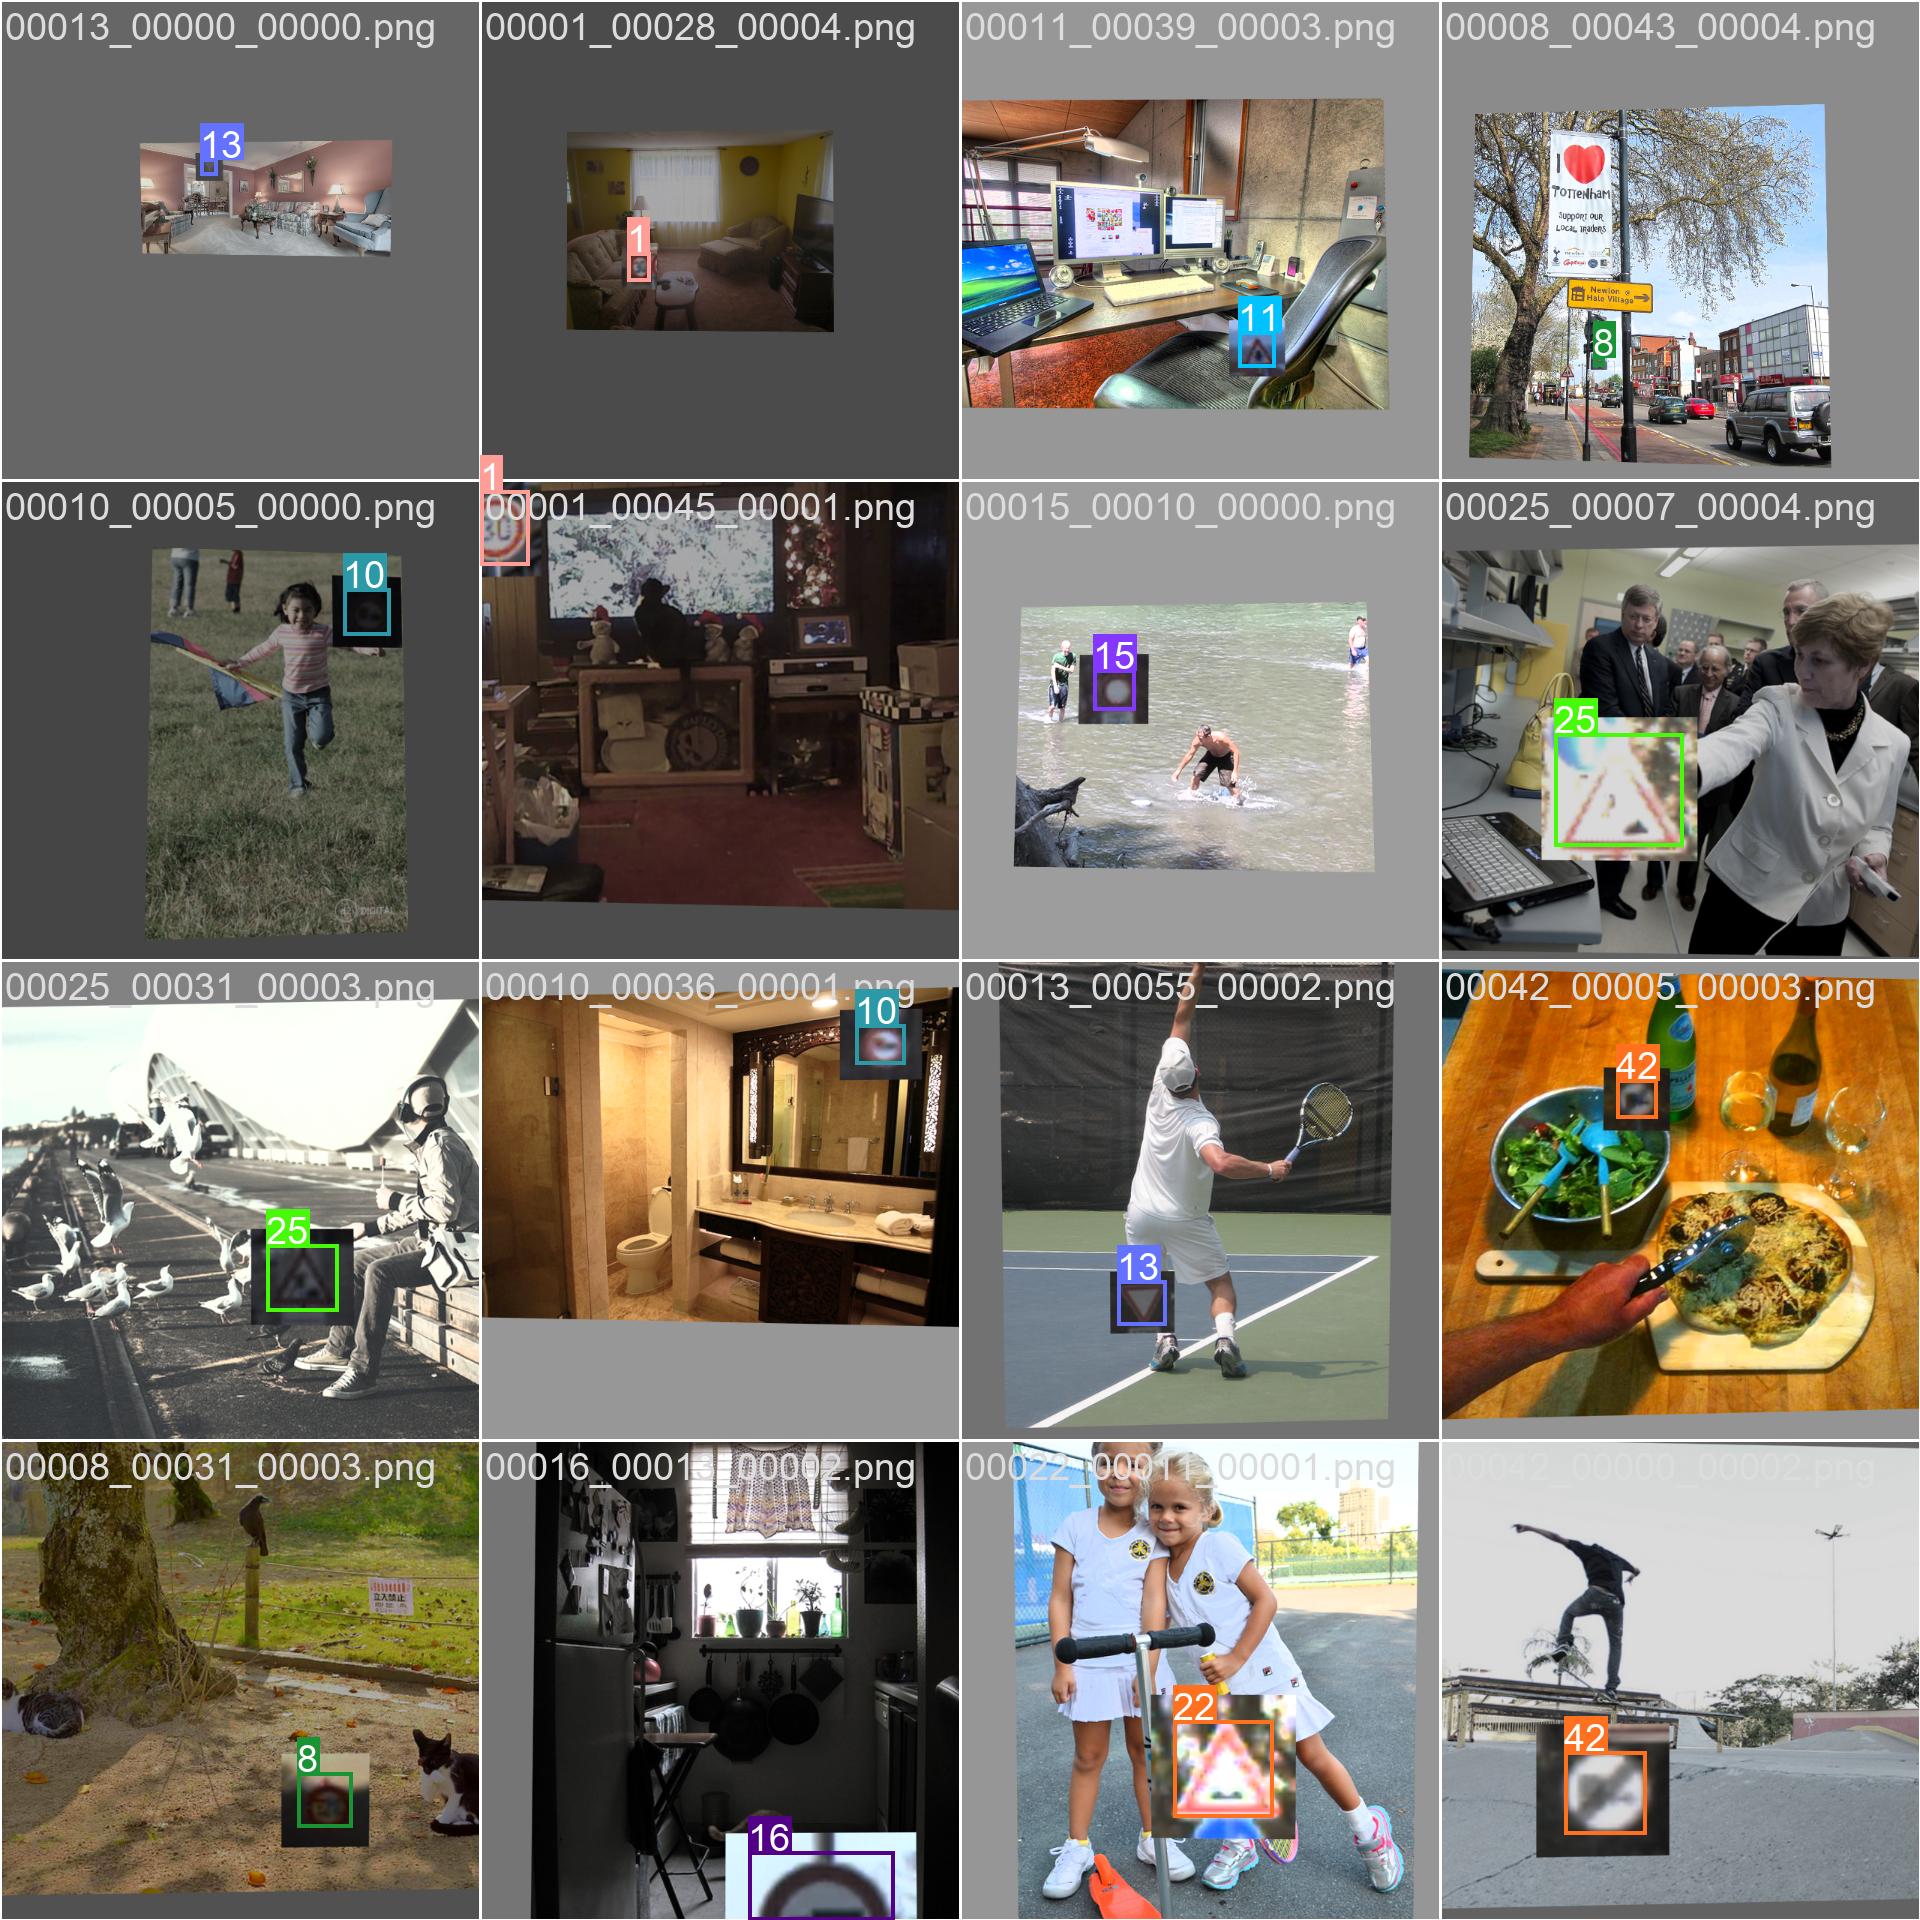 00013_00000_00000.png
00001_00028_00004.png
00011_00039_00003.png
00008_00043_00004.png
13
1
11
I
TOTTENHAM
SUPPORT OUR
LOCAL TRADERS
Newlon @
Hale Village
8
00010_00005_00000.png
1
00001_00045_00001.png
00015_00010_00000.png
00025_00007_00004.png
10
15
25
DIGITAL
00025_00031_00003.png
00010_00036_00001.png
00013_00055_00002.png
00042_00005_00003.png
10
42
25
13
00008_00031_00003.png
00016_00013_00002.png
00022_00011_00001.png
立入禁止
8
16
22
42